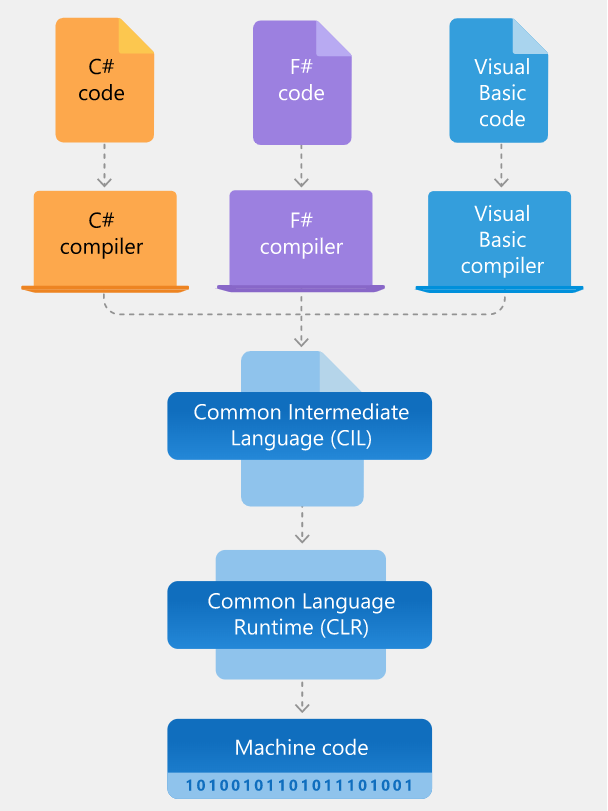 C#
code
F#
code
Visual
Basic
code
C#
compiler
F#
compiler
Visual
Basic
compiler
Common Intermediate
Language (CIL)
Common Language
Runtime (CLR)
Machine code
10100101101011101001